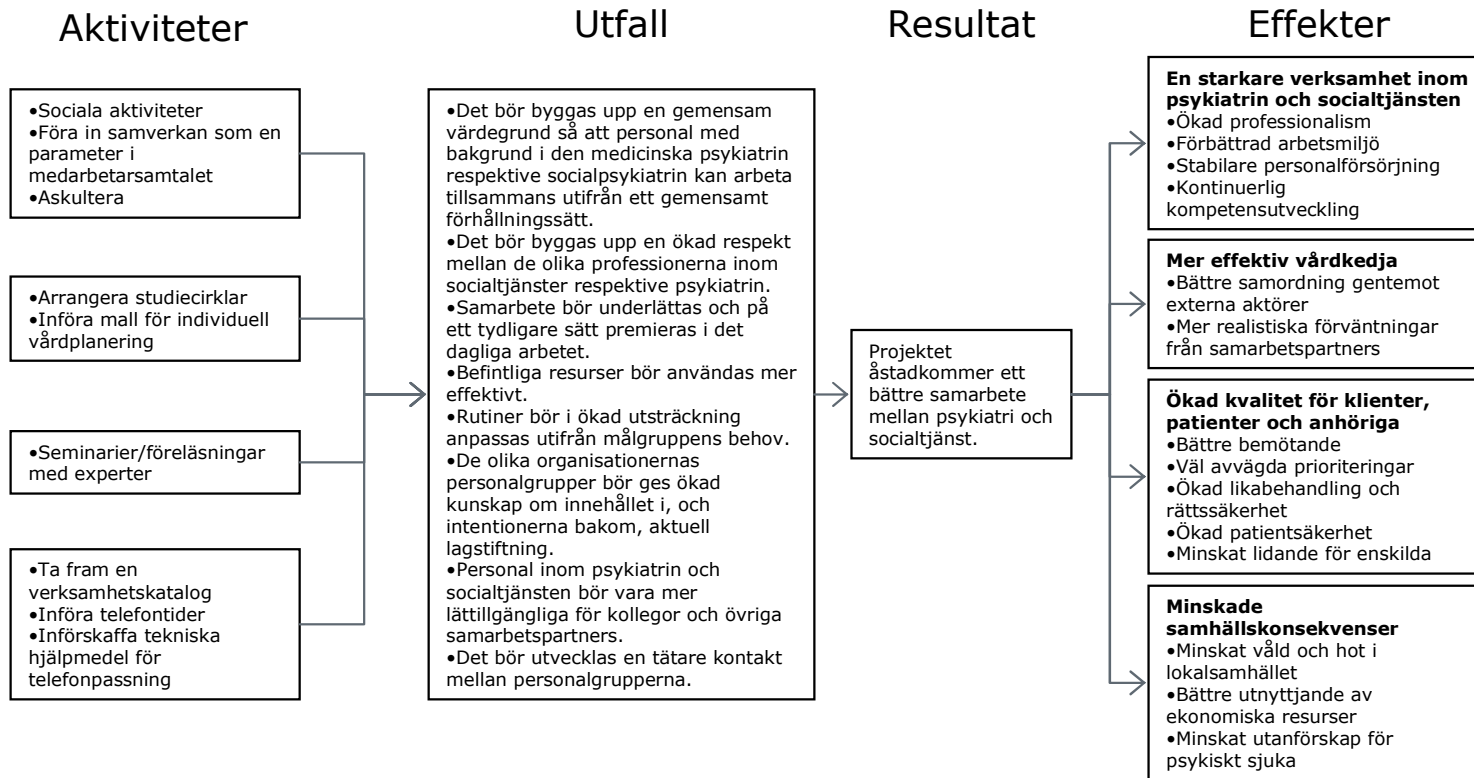 Aktiviteter
Utfall
Resultat
Effekter
•Sociala aktiviteter
•Föra in samverkan som en
parameter i
medarbetarsamtalet
•Askultera
•Arrangera studiecirklar
•Införa mall för individuell
vårdplanering
•Seminarier/föreläsningar
med experter
•Ta fram en
verksamhetskatalog
•Införa telefontider
•Införskaffa tekniska
hjälpmedel för
telefonpassning
•Det bör byggas upp en gemensam
värdegrund så att personal med
bakgrund i den medicinska psykiatrin
respektive socialpsykiatrin kan arbeta
tillsammans utifrån ett gemensamt
förhållningssätt.
•Det bör byggas upp en ökad respekt
mellan de olika professionerna inom
socialtjänster respektive psykiatrin.
•Samarbete bör underlättas och på
ett tydligare sätt premieras i det
dagliga arbetet.
•Befintliga resurser bör användas mer
effektivt.
•Rutiner bör i ökad utsträckning
anpassas utifrån målgruppens behov.
•De olika organisationernas
personalgrupper bör ges ökad
kunskap om innehållet i, och
intentionerna bakom, aktuell
lagstiftning.
•Personal inom psykiatrin och
socialtjänsten bör vara mer
lättillgängliga för kollegor och övriga
samarbetspartners.
•Det bör utvecklas en tätare kontakt
mellan personalgrupperna.
Projektet
åstadkommer ett
bättre samarbete
mellan psykiatri och
socialtjänst.
En starkare verksamhet inom
psykiatrin och socialtjänsten
•Ökad professionalism
•Förbättrad arbetsmiljö
•Stabilare personalförsörjning
•Kontinuerlig
kompetensutveckling
Mer effektiv vårdkedja
•Bättre samordning gentemot
externa aktörer
•Mer realistiska förväntningar
från samarbetspartners
Ökad kvalitet för klienter,
patienter och anhöriga
•Bättre bemötande
•Väl avvägda prioriteringar
•Ökad likabehandling och
rättssäkerhet
•Ökad patientsäkerhet
•Minskat lidande för enskilda
Minskade
samhällskonsekvenser
•Minskat våld och hot i
lokalsamhället
•Bättre utnyttjande av
ekonomiska resurser
•Minskat utanförskap för
psykiskt sjuka